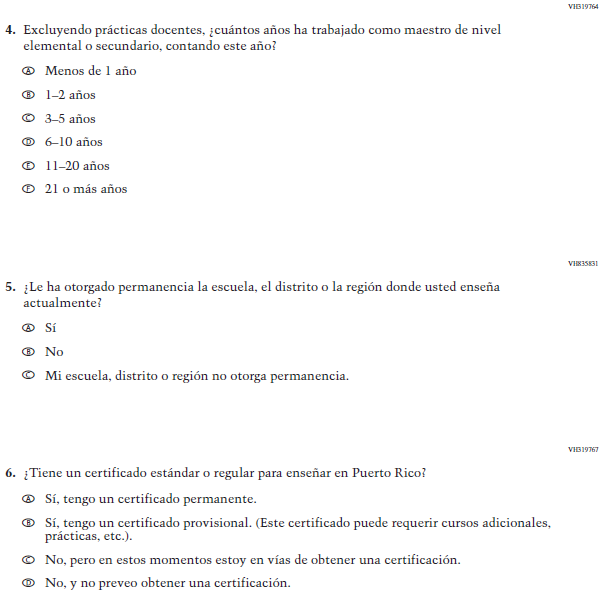 VH319764
4. Excluyendo prácticas docentes, ¿cuántos años ha trabajado como maestro de nivel
elemental o secundario, contando este año?
A Menos de 1 año
B 1–2 años
C 3–5 años
D 6–10 años
E 11–20 años
F 21 o más años
VH835831
5. ¿Le ha otorgado permanencia la escuela, el distrito o la región donde usted enseña
actualmente?
A Sí
B No
C Mi escuela, distrito o región no otorga permanencia.
VH319767
6. ¿Tiene un certificado estándar o regular para enseñar en Puerto Rico?
A Sí, tengo un certificado permanente.
B Sí, tengo un certificado provisional. (Este certificado puede requerir cursos adicionales,
prácticas, etc.).
C No, pero en estos momentos estoy en vías de obtener una certificación.
D No, y no preveo obtener una certificación.